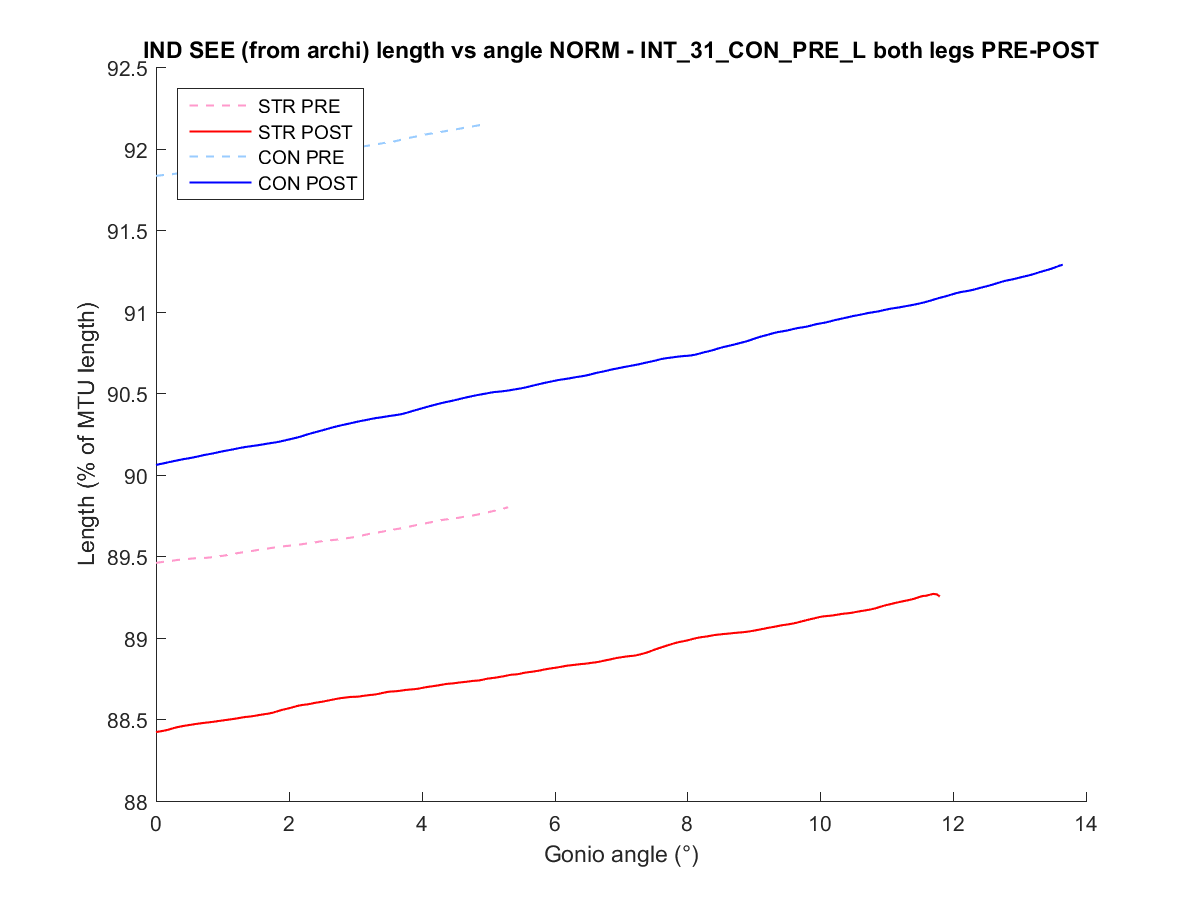 IND SEE (from archi) length vs angle NORM - INT_31_CON_PRE_L both legs PRE-POST
92.5
92
91.5
91
90.5
90
89.5
89
88.5
88
Length (% of MTU length)
STR PRE
STR POST
CON PRE
CON POST
0 2 4 6 8 10 12 14
Gonio angle (°)